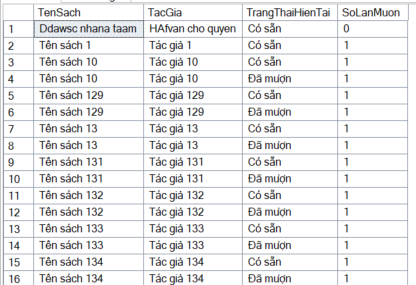 TenSach TacGia TrangThaiHienTai SoLanMuon
1 Ddawsc nhana taam HAfvan cho quyen Có sẵn 0
2 Tên sách 1 Tác giả 1 Có sẵn 1
3 Tên sách 10 Tác giả 10 Có sẵn 1
4 Tên sách 10 Tác giả 10 Đã mượn 1
5 Tên sách 129 Tác giả 129 Có sẵn 1
6 Tên sách 129 Tác giả 129 Đã mượn 1
7 Tên sách 13 Tác giả 13 Có sẵn 1
8 Tên sách 13 Tác giả 13 Đã mượn 1
9 Tên sách 131 Tác giả 131 Có sẵn 1
10 Tên sách 131 Tác giả 131 Đã mượn 1
11 Tên sách 132 Tác giả 132 Có sẵn 1
12 Tên sách 132 Tác giả 132 Đã mượn 1
13 Tên sách 133 Tác giả 133 Có sẵn 1
14 Tên sách 133 Tác giả 133 Đã mượn 1
15 Tên sách 134 Tác giả 134 Có sẵn 1
16 Tên sách 134 Tác giả 134 Đã mượn 1